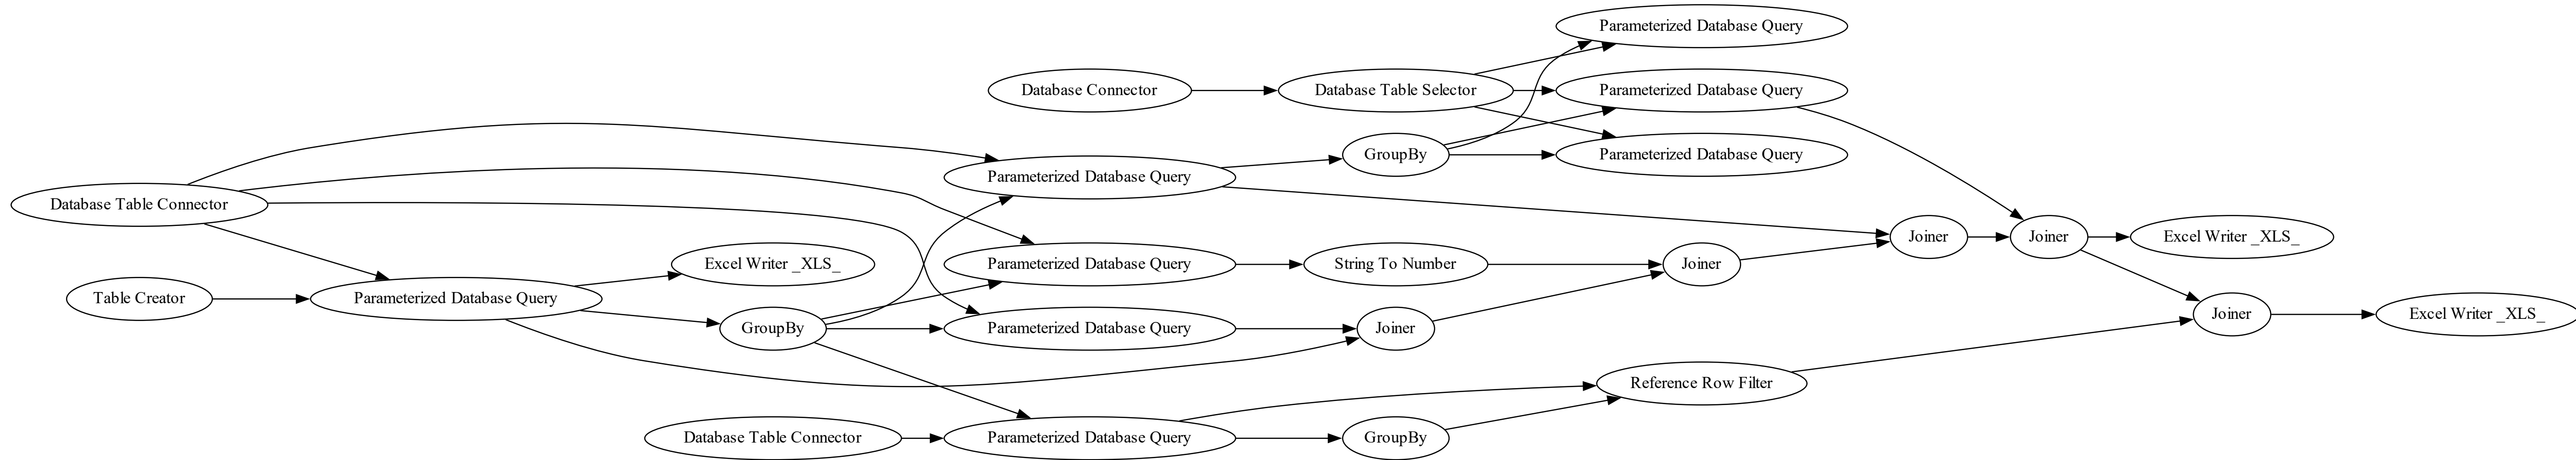 Parameterized Database Query
Database Connector
Database Table Selector
Parameterized Database Query
GroupBy
Parameterized Database Query
Parameterized Database Query
Database Table Connector
Joiner
Joiner
Excel Writer _XLS_
Excel Writer _XLS_
Parameterized Database Query
String To Number
Joiner
Table Creator
Parameterized Database Query
GroupBy
Parameterized Database Query
Joiner
Joiner
Excel Writer _XLS_
Reference Row Filter
Database Table Connector
Parameterized Database Query
GroupBy